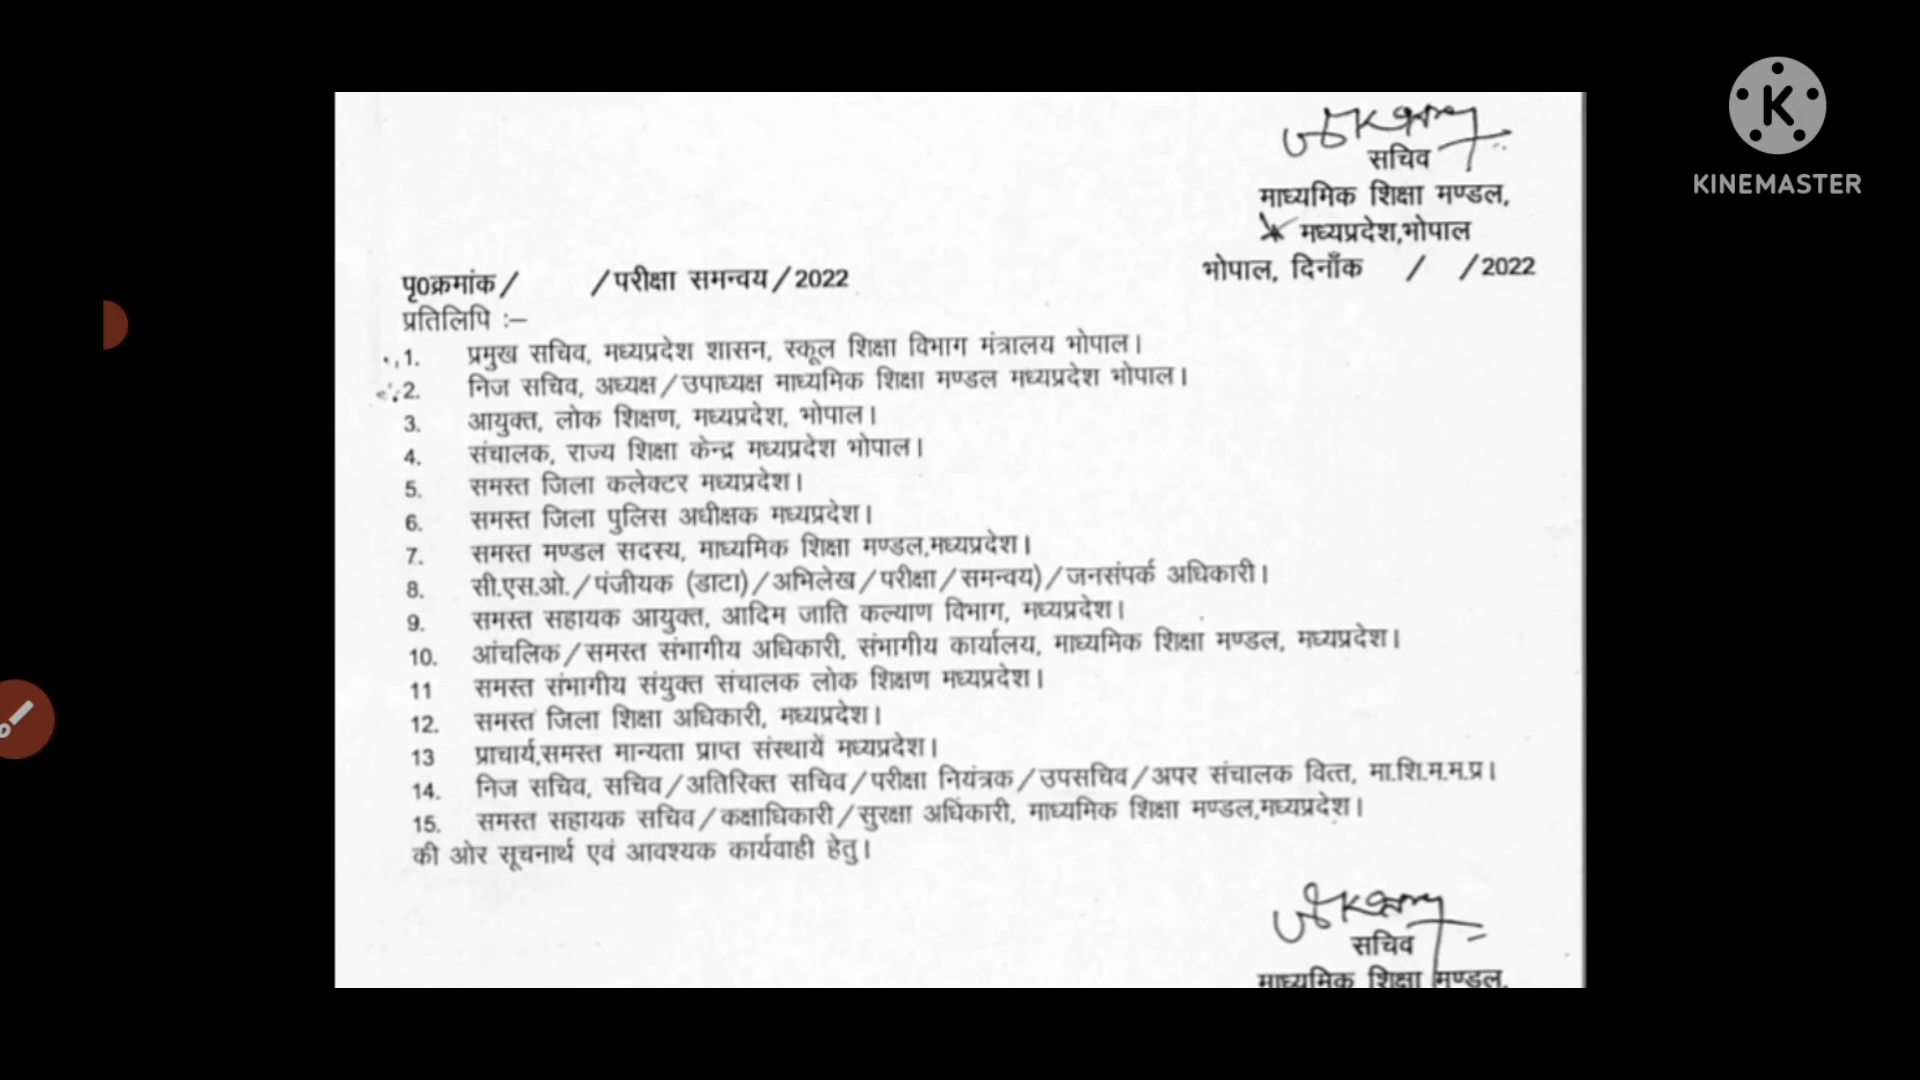 सचिव
माध्यमिक शिक्षा मण्डल,
मध्यप्रदेश,भोपाल
KINEMASTER
पृ0क्रमांक/ /परीक्षा समन्वय/2022 भोपाल, दिनाँक / /2022
प्रतिलिपि :–
1. प्रमुख सचिव, मध्यप्रदेश शासन, स्कूल शिक्षा विभाग मंत्रालय भोपाल।
2. निज सचिव, अध्यक्ष/उपाध्यक्ष माध्यमिक शिक्षा मण्डल मध्यप्रदेश भोपाल।
3. आयुक्त, लोक शिक्षण, मध्यप्रदेश, भोपाल।
4. संचालक, राज्य शिक्षा केन्द्र मध्यप्रदेश भोपाल।
5. समस्त जिला कलेक्टर मध्यप्रदेश।
6. समस्त जिला पुलिस अधीक्षक मध्यप्रदेश।
7. समस्त मण्डल सदस्य, माध्यमिक शिक्षा मण्डल,मध्यप्रदेश।
8. सी.एस.ओ./पंजीयक (डाटा)/अभिलेख/परीक्षा/समन्वय)/जनसंपर्क अधिकारी।
9. समस्त सहायक आयुक्त, आदिम जाति कल्याण विभाग, मध्यप्रदेश।
10. आंचलिक/समस्त संभागीय अधिकारी, संभागीय कार्यालय, माध्यमिक शिक्षा मण्डल, मध्यप्रदेश।
11 समस्त संभागीय संयुक्त संचालक लोक शिक्षण मध्यप्रदेश।
12. समस्त जिला शिक्षा अधिकारी, मध्यप्रदेश।
13 प्राचार्य,समस्त मान्यता प्राप्त संस्थायें मध्यप्रदेश।
14. निज सचिव, सचिव/अतिरिक्त सचिव/परीक्षा नियंत्रक/उपसचिव/अपर संचालक वित्त, मा.शि.म.म.प्र।
15. समस्त सहायक सचिव/कक्षाधिकारी/सुरक्षा अधिकारी, माध्यमिक शिक्षा मण्डल,मध्यप्रदेश।
की ओर सूचनार्थ एवं आवश्यक कार्यवाही हेतु।
सचिव
माध्यमिक शिक्षा मण्डल,